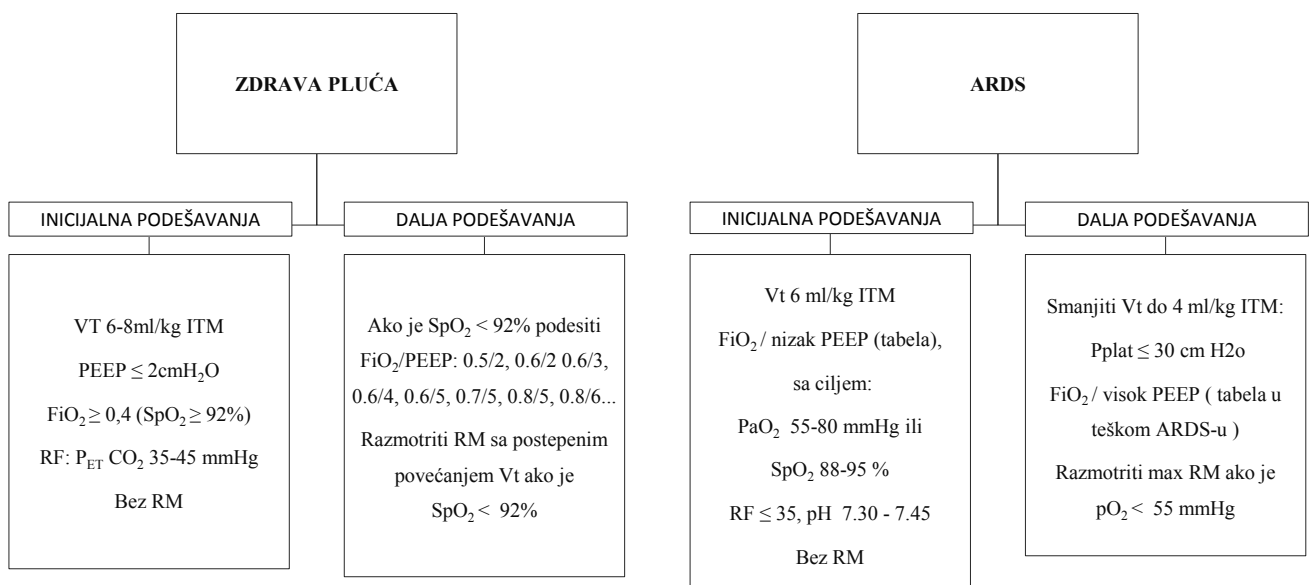 ZDRAVA PLUĆA
INICIJALNA PODEŠAVANJA
VT 6-8ml/kg ITM
PEEP ≤ 2cmH₂O
FiO₂ ≥ 0,4 (SpO₂ ≥ 92%)
RF: P_ET CO₂ 35-45 mmHg
Bez RM
DALJA PODEŠAVANJA
Ako je SpO₂ < 92% podesiti
FiO₂/PEEP: 0.5/2, 0.6/2 0.6/3,
0.6/4, 0.6/5, 0.7/5, 0.8/5, 0.8/6...
Razmotriti RM sa postepenim
povećanjem Vt ako je
SpO₂ < 92%
ARDS
INICIJALNA PODEŠAVANJA
Vt 6 ml/kg ITM
FiO₂ / nizak PEEP (tabela),
sa ciljem:
PaO₂ 55-80 mmHg ili
SpO₂ 88-95 %
RF ≤ 35, pH 7.30 - 7.45
Bez RM
DALJA PODEŠAVANJA
Smanjiti Vt do 4 ml/kg ITM:
Pplat ≤ 30 cm H2o
FiO₂ / visok PEEP ( tabela u
teškom ARDS-u )
Razmotriti max RM ako je
pO₂ < 55 mmHg